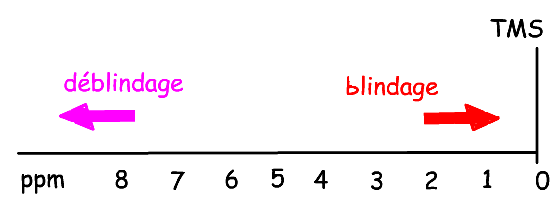 TMS
déblindage
blindage
ppm 8 7 6 5 4 3 2 1 0